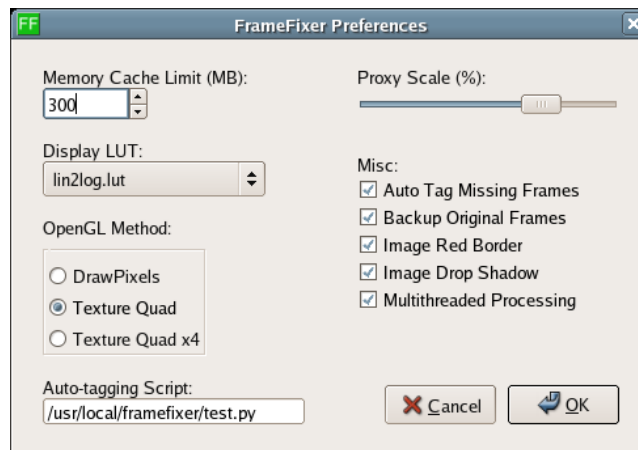 FF
FrameFixer Preferences
Memory Cache Limit (MB):
300
Display LUT:
lin2log.lut
OpenGL Method:
DrawPixels
Texture Quad
Texture Quad x4
Auto-tagging Script:
/usr/local/framefixer/test.py
Proxy Scale (%):
Misc:
Auto Tag Missing Frames
Backup Original Frames
Image Red Border
Image Drop Shadow
Multithreaded Processing
Cancel
OK